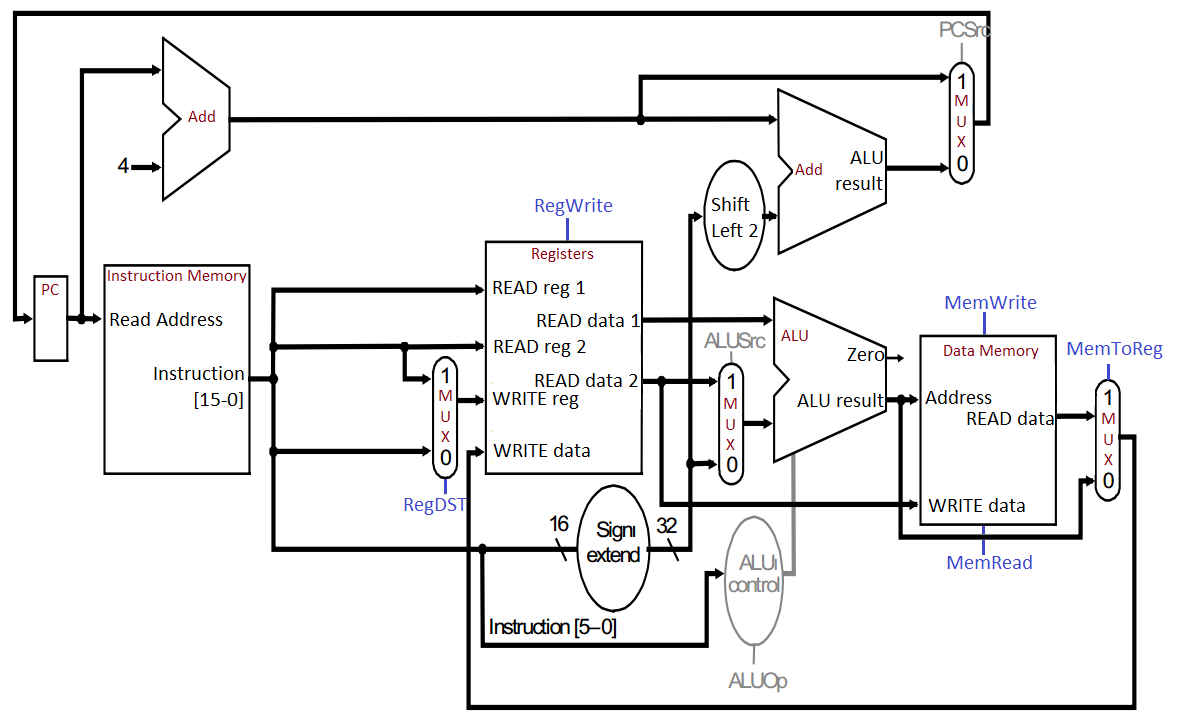 PCSrc
1
M
U
X
0
Add
4
ALU
result
Add
Shift
Left 2
RegWrite
Registers
READ reg 1
READ data 1
READ reg 2
READ data 2
WRITE reg
WRITE data
PC
Instruction Memory
Read Address
Instruction
[15-0]
1
M
U
X
0
RegDST
ALUSrc
1
M
U
X
0
ALU
Zero
ALU result
MemWrite
Data Memory
Address
READ data
WRITE data
MemRead
MemToReg
1
M
U
X
0
16
Signı
extend
32
ALUı
control
Instruction [5–0]
ALUOp